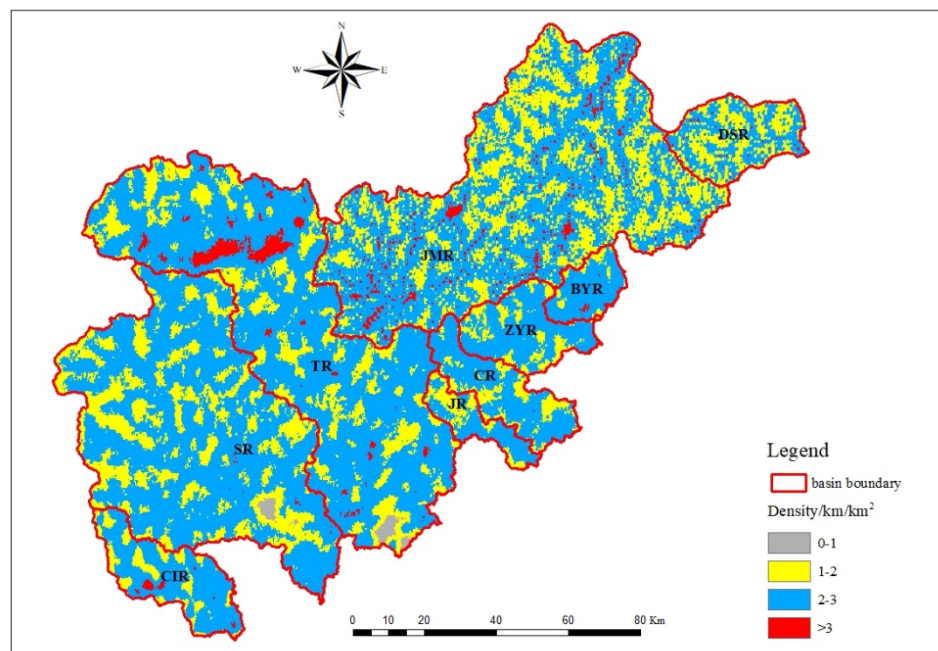 N
W E
S
DSR
JMR
BYR
ZYR
TR
CR
JR
SR
CIR
Legend
basin boundary
Density/km/km²
0-1
1-2
2-3
>3
0 10 20 40 60 80 Km